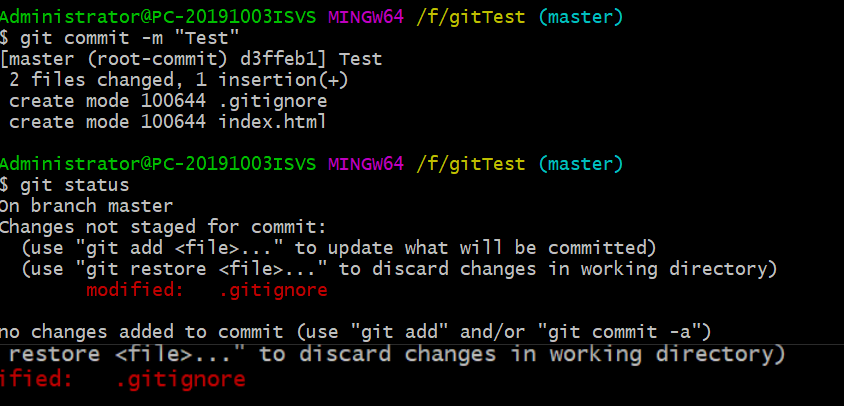 Administrator@PC-20191003ISVS MINGW64 /f/gitTest (master)
$ git commit -m "Test"
[master (root-commit) d3ffeb1] Test
 2 files changed, 1 insertion(+)
 create mode 100644 .gitignore
 create mode 100644 index.html

Administrator@PC-20191003ISVS MINGW64 /f/gitTest (master)
$ git status
On branch master
Changes not staged for commit:
  (use "git add <file>..." to update what will be committed)
  (use "git restore <file>..." to discard changes in working directory)
        modified:   .gitignore

no changes added to commit (use "git add" and/or "git commit -a")
restore <file>..." to discard changes in working directory)
ified:   .gitignore